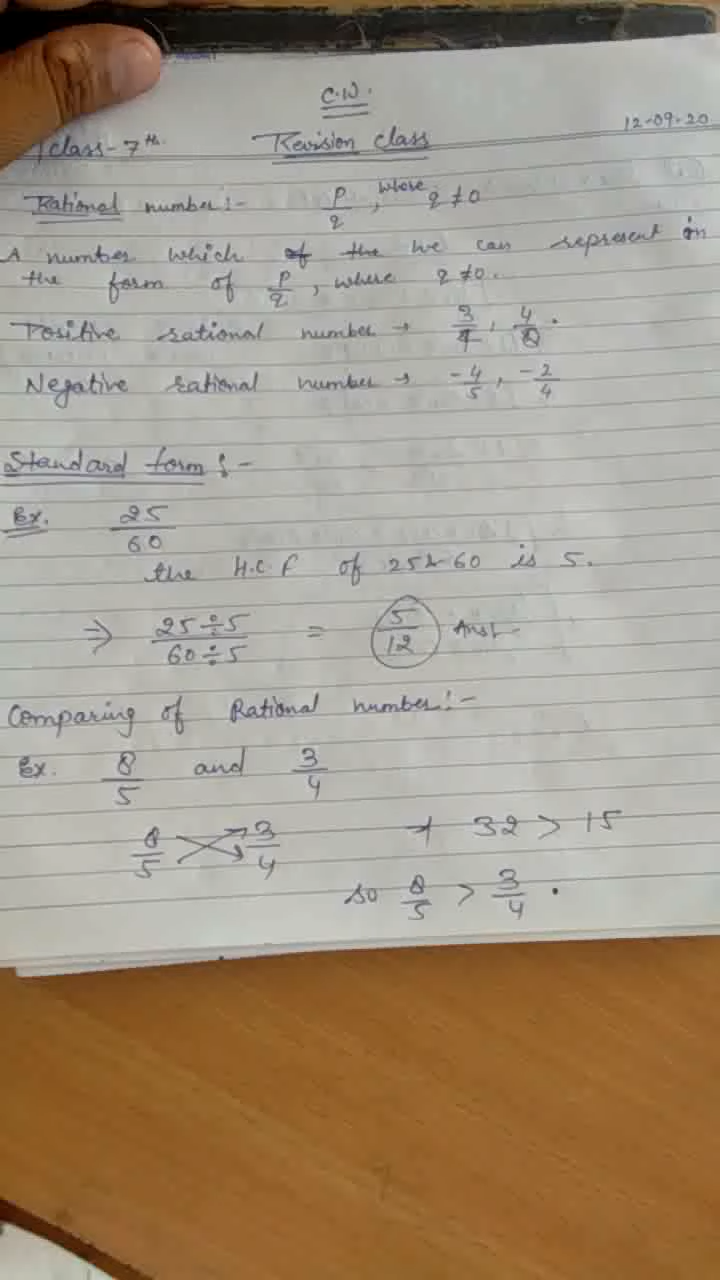 C.W.
Class - 7th. Revision class 12-09-20
Rational number :- p/q, where q ≠ 0
A number which of the we can represent in
the form of p/q, where q ≠ 0.
Positive rational number → 3/7, 4/8.
Negative rational number → -4/5, -2/4
Standard form :-
Ex. 25/60
the H.C.F of 25 & 60 is 5.
⇒ 25÷5/60÷5 = 5/12 Ans.-
Comparing of Rational number :-
Ex. 8/5 and 3/4
8/5 3/4 → 32 > 15
so 8/5 > 3/4.